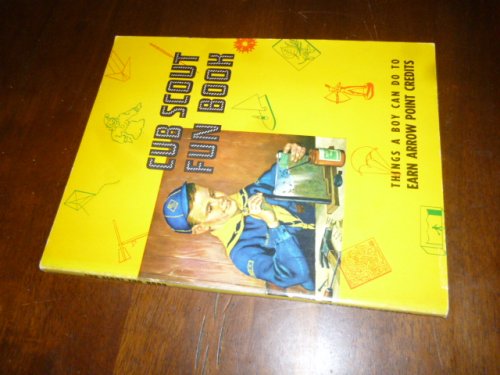 CUB SCOUT
FUN BOOK
THINGS A BOY CAN DO TO
EARN ARROW POINT CREDITS